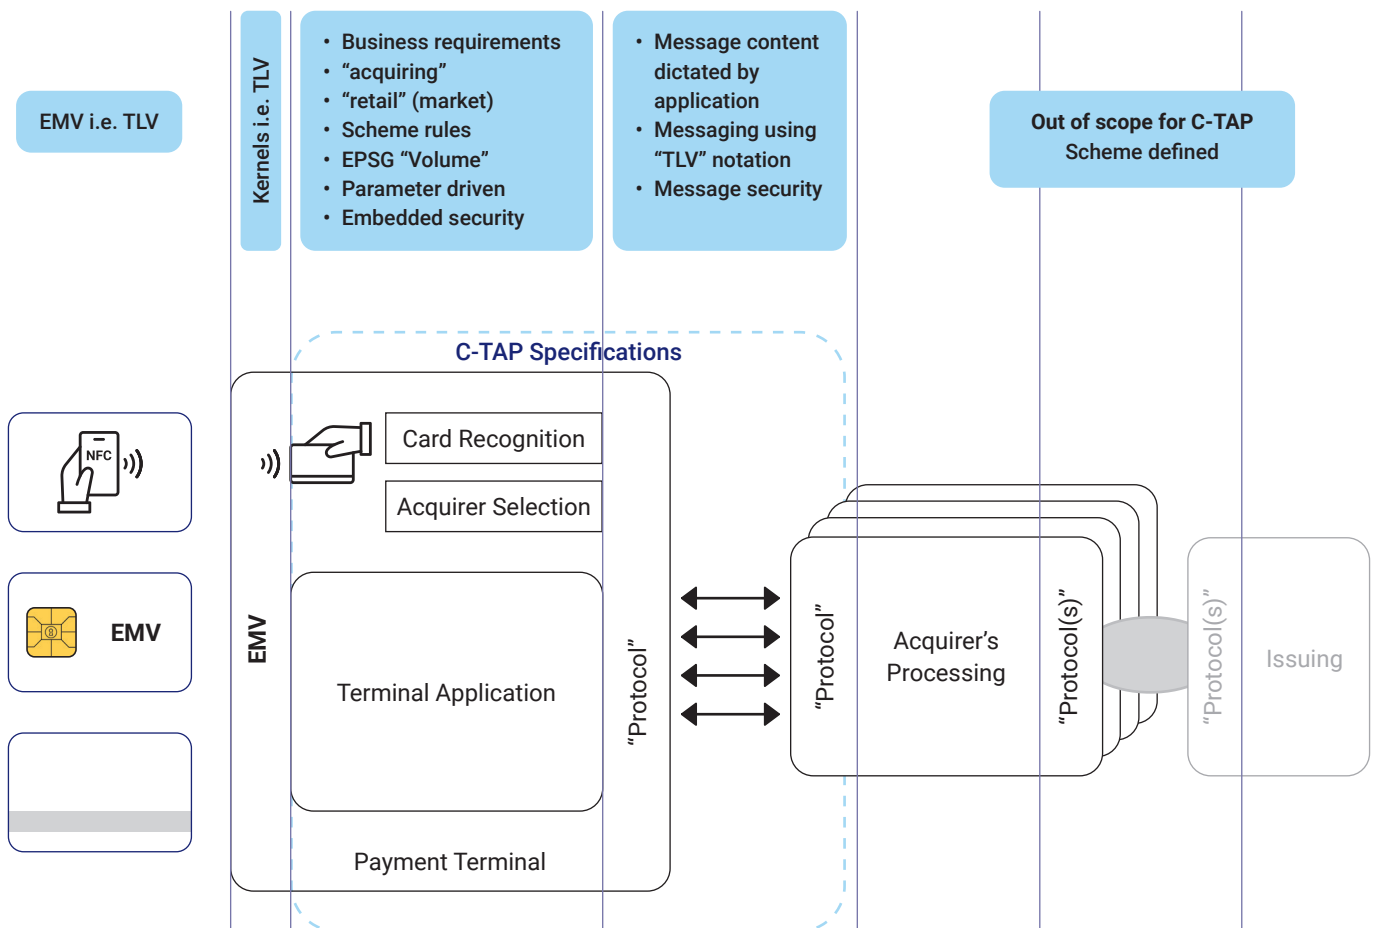 EMV i.e. TLV
Kernels i.e. TLV
• Business requirements
• “acquiring”
• “retail” (market)
• Scheme rules
• EPSG “Volume”
• Parameter driven
• Embedded security
• Message content
dictated by
application
• Messaging using
“TLV” notation
• Message security
Out of scope for C-TAP
Scheme defined
C-TAP Specifications
NFC
EMV
EMV
Card Recognition
Acquirer Selection
Terminal Application
Payment Terminal
“Protocol”
“Protocol”
Acquirer’s
Processing
“Protocol(s)”
“Protocol(s)”
Issuing